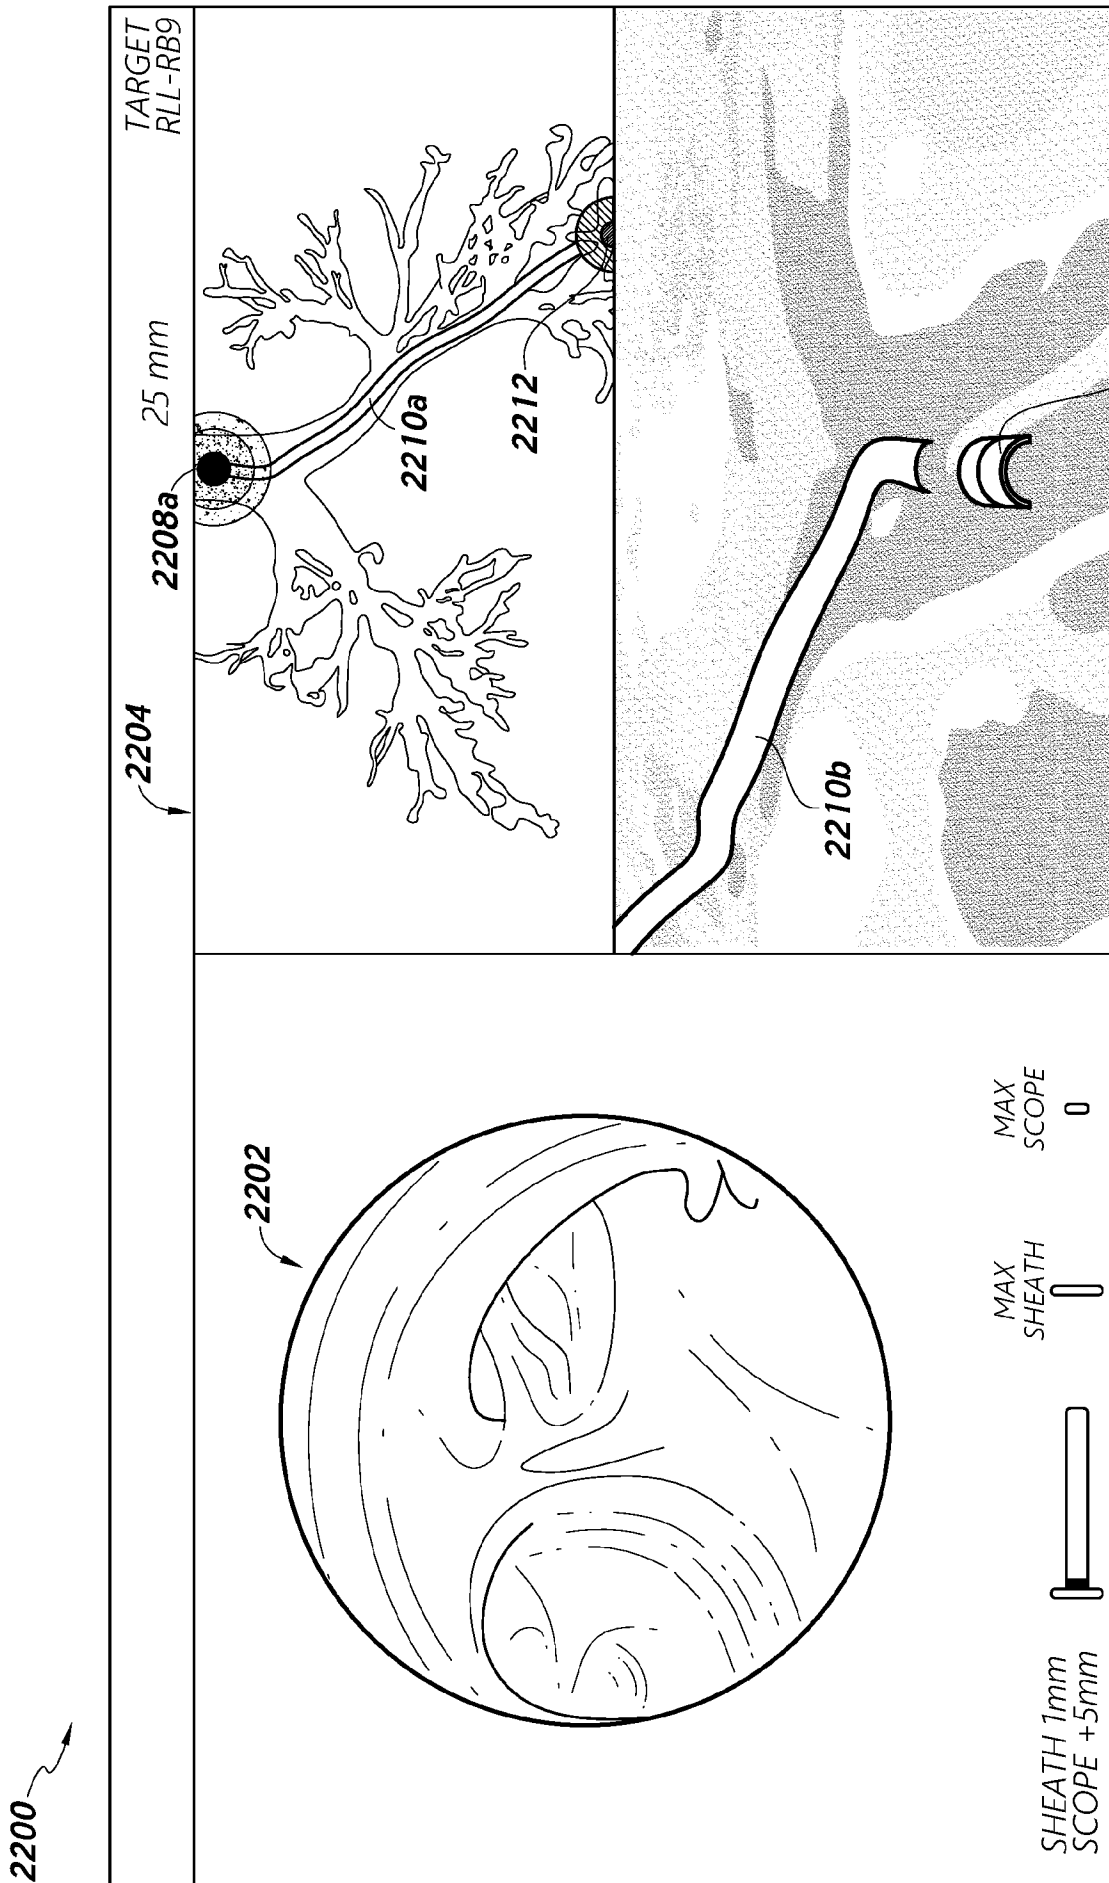 2200
2204
2208a
25 mm
TARGET
RLL-RB9
2202
2210a
2212
2210b
SHEATH 1mm
SCOPE +5mm
MAX
SHEATH
MAX
SCOPE